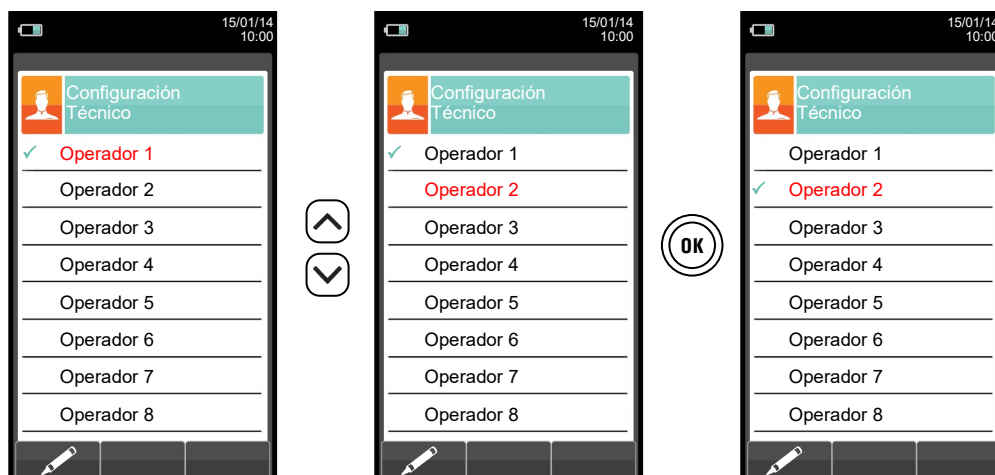 15/01/14
10:00
Configuración
Técnico
✓ Operador 1
Operador 2
Operador 3
Operador 4
Operador 5
Operador 6
Operador 7
Operador 8
15/01/14
10:00
Configuración
Técnico
✓ Operador 1
Operador 2
Operador 3
Operador 4
Operador 5
Operador 6
Operador 7
Operador 8
OK
15/01/14
10:00
Configuración
Técnico
Operador 1
✓ Operador 2
Operador 3
Operador 4
Operador 5
Operador 6
Operador 7
Operador 8